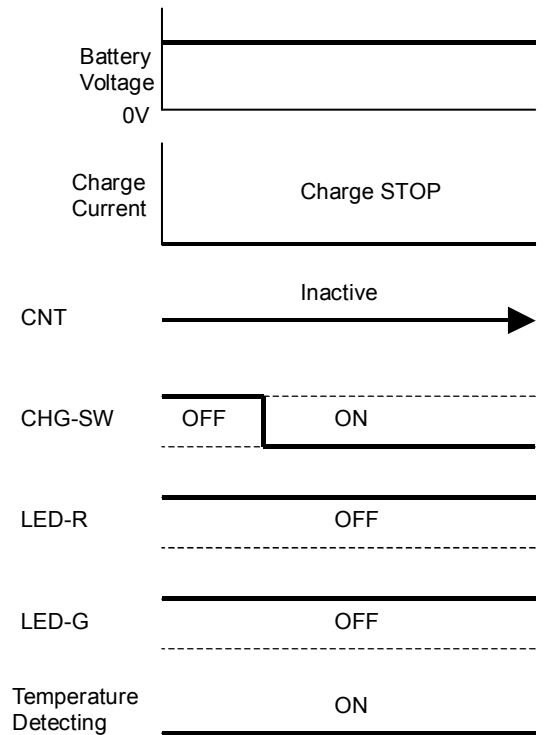 Battery
Voltage
0V
Charge
Current
Charge STOP
Inactive
CNT
CHG-SW
OFF
ON
LED-R
OFF
LED-G
OFF
Temperature
Detecting
ON